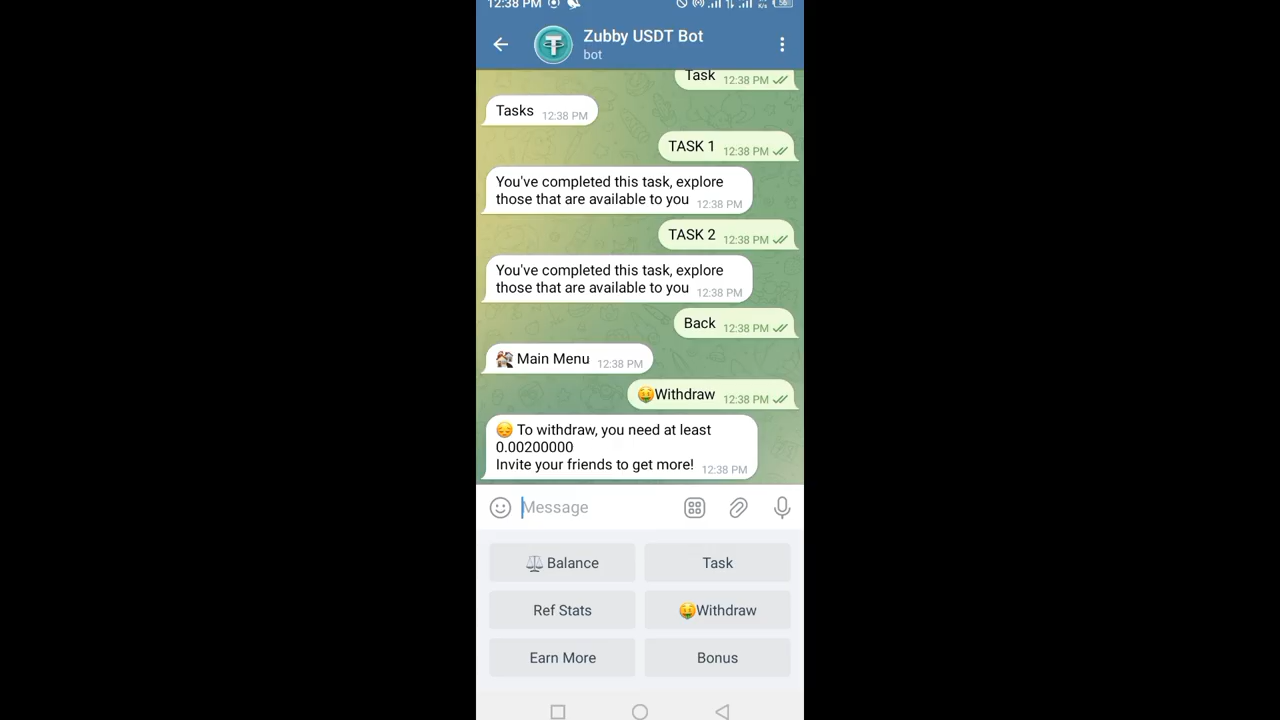 12:38 PM
Zubby USDT Bot
bot
Task 12:38 PM
Tasks 12:38 PM
TASK 1 12:38 PM
You've completed this task, explore
those that are available to you 12:38 PM
TASK 2 12:38 PM
You've completed this task, explore
those that are available to you 12:38 PM
Back 12:38 PM
Main Menu 12:38 PM
🤑Withdraw 12:38 PM
😔 To withdraw, you need at least
0.00200000
Invite your friends to get more! 12:38 PM
Message
⚖️ Balance
Task
Ref Stats
🤑Withdraw
Earn More
Bonus